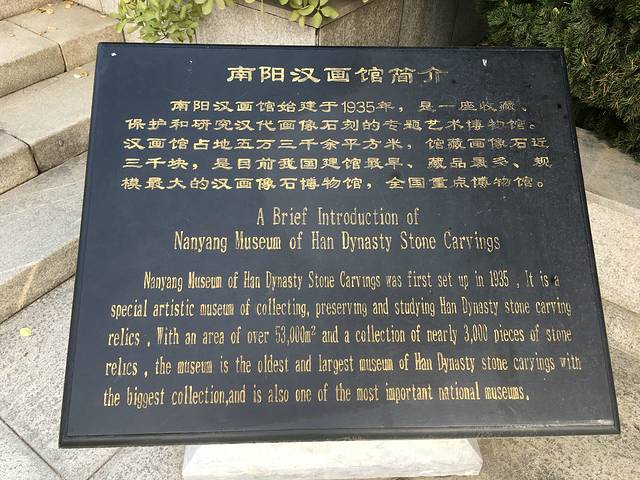 南阳汉画馆简介
南阳汉画馆始建于1935年，是一座收藏、
保护和研究汉代画像石刻的专题艺术博物馆。
汉画馆占地五万三千余平方米，馆藏画像石近
三千块，是目前我国建馆最早、藏品最多、规
模最大的汉画像石博物馆，全国重点博物馆。
A Brief Introduction of
Nanyang Museum of Han Dynasty Stone Carvings
Nanyang Museum of Han Dynasty Stone Carvings was first set up in 1935 , It is a
special artistic museum of collecting, preserving and studying Han Dynasty stone carving
relics , With an area of over 53,000m² and a collection of nearly 3,000 pieces of stone
relics , the museum is the oldest and largest museum of Han Dynasty stone carvings with
the biggest collection,and is also one of the most important national museums.